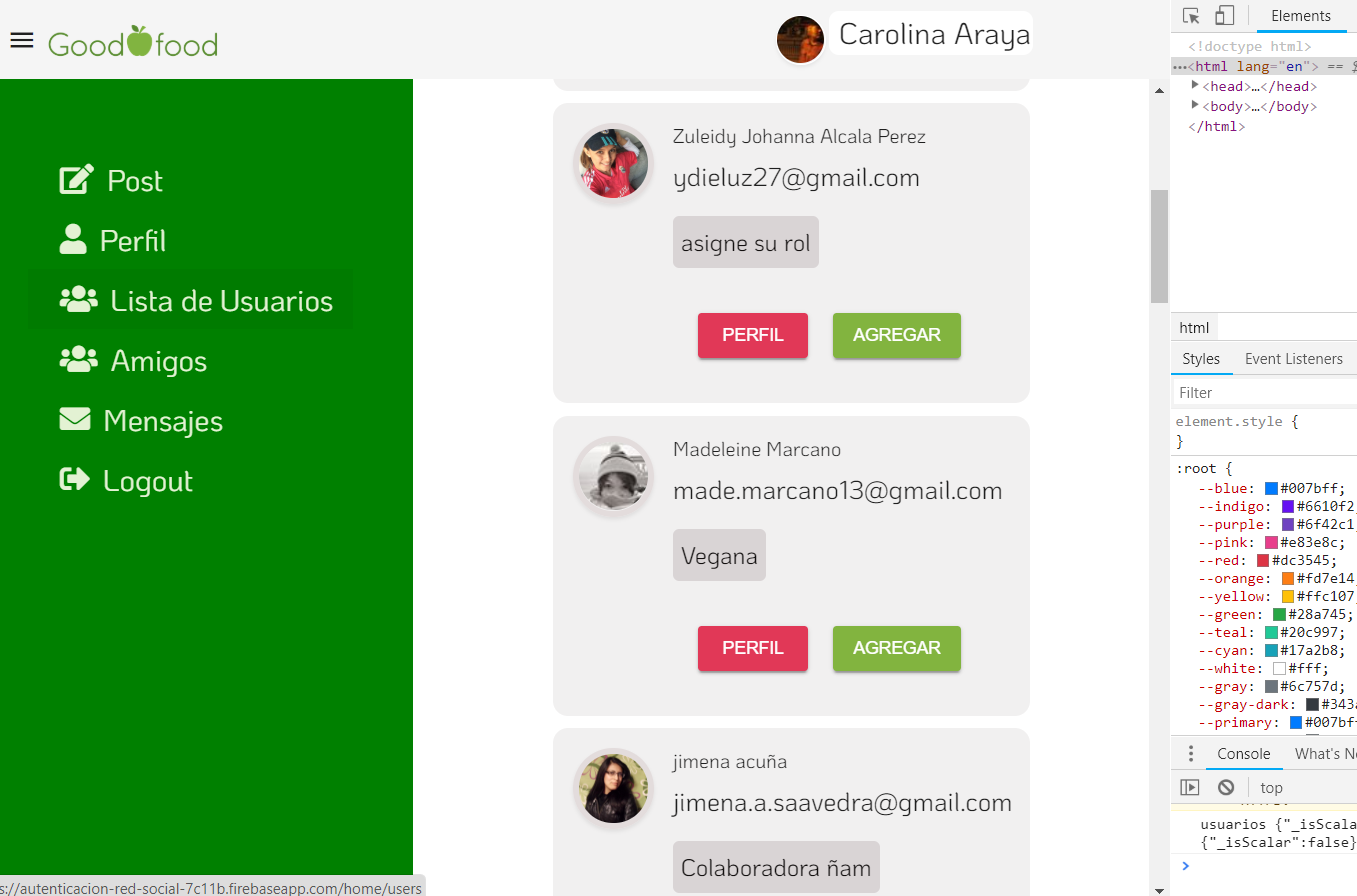 Good food
Carolina Araya
Post
Perfil
Lista de Usuarios
Amigos
Mensajes
Logout
Zuleidy Johanna Alcala Perez
ydieluz27@gmail.com
asigne su rol
PERFIL AGREGAR
Madeleine Marcano
made.marcano13@gmail.com
Vegana
PERFIL AGREGAR
jimena acuña
jimena.a.saavedra@gmail.com
Colaboradora ñam
s://autenticacion-red-social-7c11b.firebaseapp.com/home/users
Elements
<!doctype html>
…<html lang="en"> == $
<head>…</head>
<body>…</body>
</html>
html
Styles Event Listeners
Filter
element.style {
}
:root {
--blue: #007bff;
--indigo: #6610f2;
--purple: #6f42c1;
--pink: #e83e8c;
--red: #dc3545;
--orange: #fd7e14;
--yellow: #ffc107;
--green: #28a745;
--teal: #20c997;
--cyan: #17a2b8;
--white: #fff;
--gray: #6c757d;
--gray-dark: #343a
--primary: #007bff
Console What's Ne
top
usuarios {"_isScala
{"_isScalar":false}